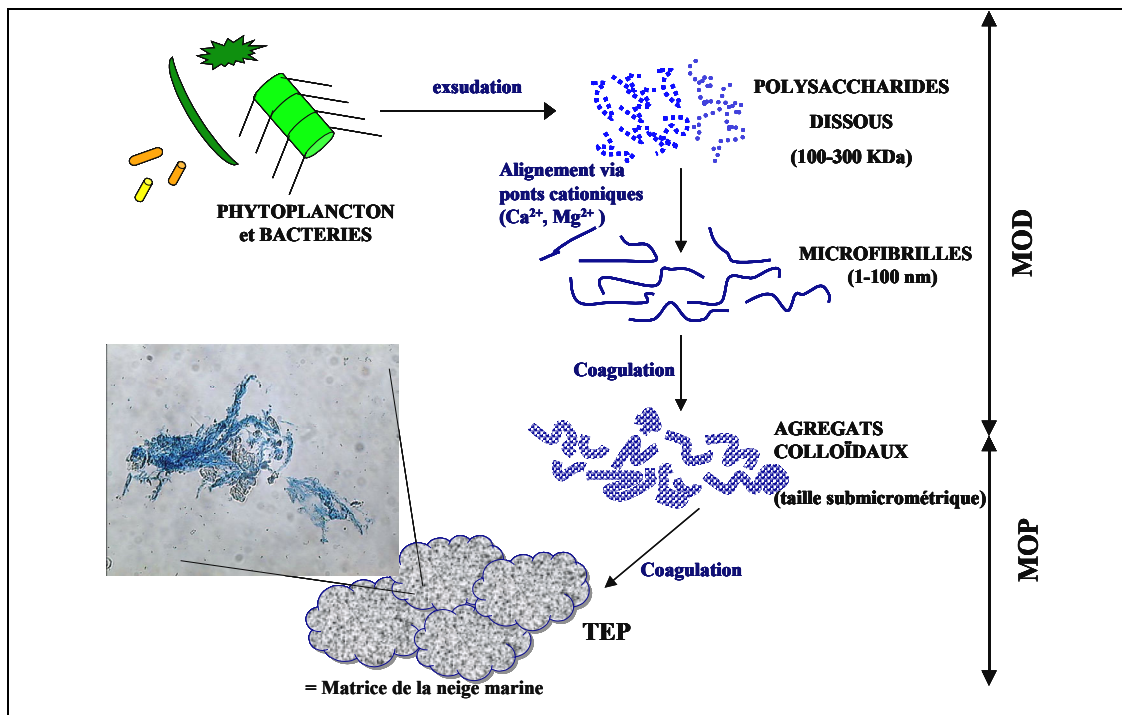 exsudation
POLYSACCHARIDES
DISSOUS
(100-300 KDa)
Alignement via
ponts cationiques
(Ca²⁺, Mg²⁺ )
PHYTOPLANCTON
et BACTERIES
MICROFIBRILLES
(1-100 nm)
MOD
Coagulation
AGREGATS
COLLOÏDAUX
(taille submicrométrique)
Coagulation
MOP
TEP
= Matrice de la neige marine